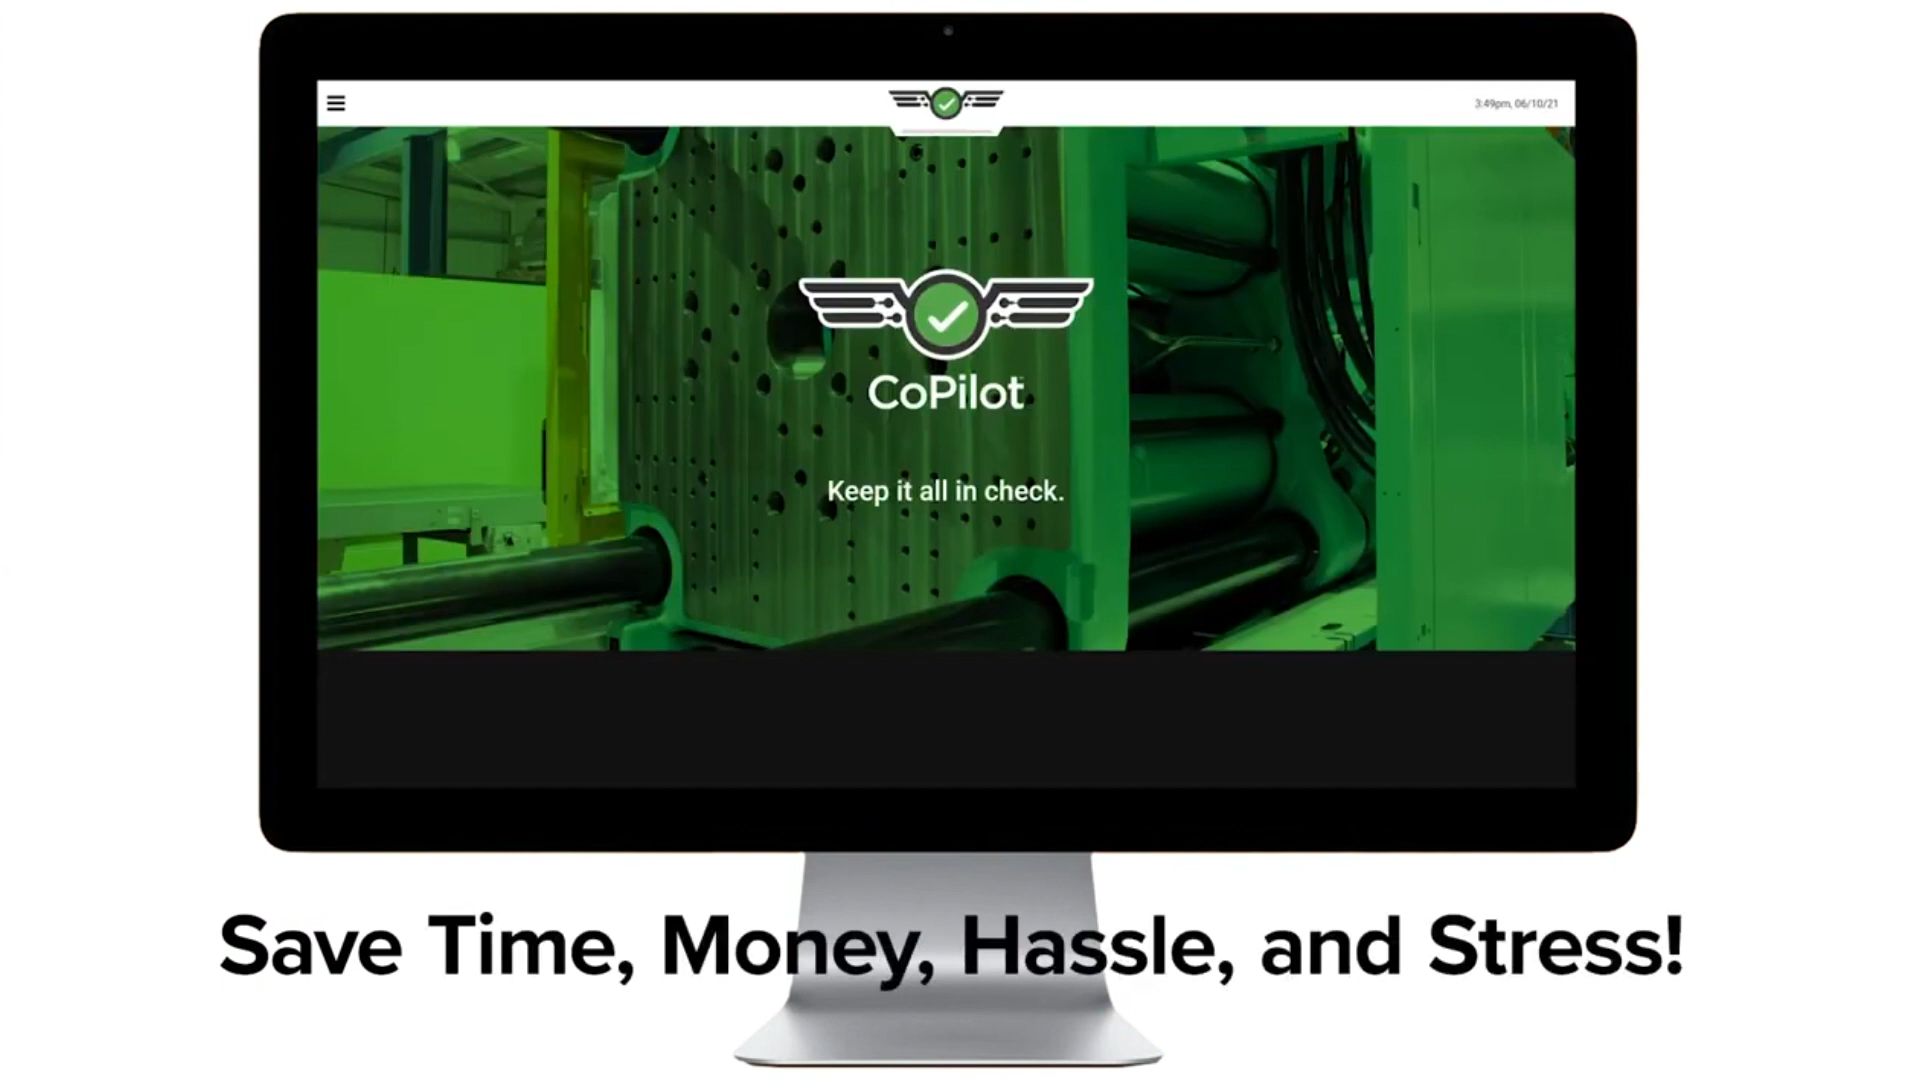 3:49pm, 06/10/21
CoPilot
Keep it all in check.
Save Time, Money, Hassle, and Stress!